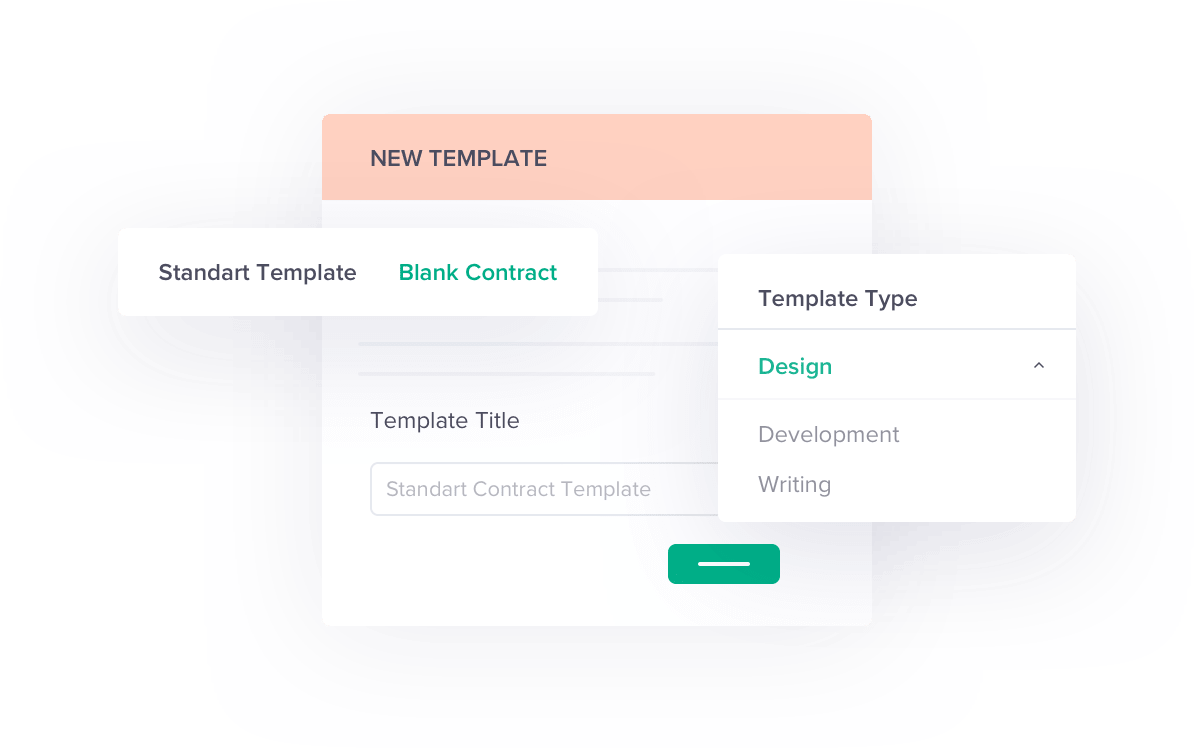 NEW TEMPLATE
Standart Template Blank Contract
Template Type
Design
Development
Writing
Template Title
Standart Contract Template